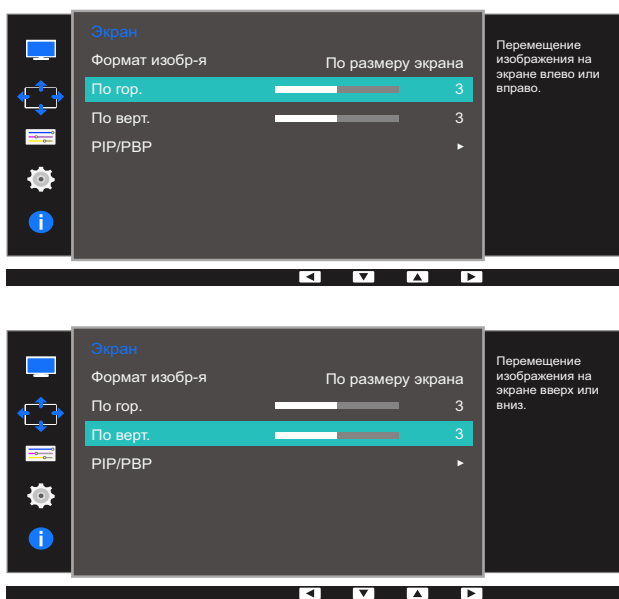 Экран
Формат изобр-я По размеру экрана
По гор. 3
По верт. 3
PIP/PBP ►
Перемещение
изображения на
экране влево или
вправо.
Экран
Формат изобр-я По размеру экрана
По гор. 3
По верт. 3
PIP/PBP ►
Перемещение
изображения на
экране вверх или
вниз.